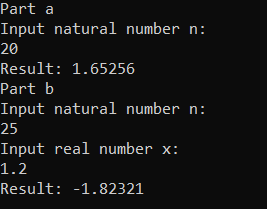 Part a
Input natural number n:
20
Result: 1.65256
Part b
Input natural number n:
25
Input real number x:
1.2
Result: -1.82321